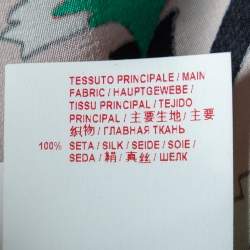 TESSUTO PRINCIPALE / MAIN
FABRIC / HAUPTGEWEBE /
TISSU PRINCIPAL / TEJIDO
PRINCIPAL / 主要生地 / 主要
织物 / ГЛАВНАЯ ТКАНЬ
100% SETA / SILK / SEIDE / SOIE /
SEDA / 絹 / 真丝 / ШЕЛК